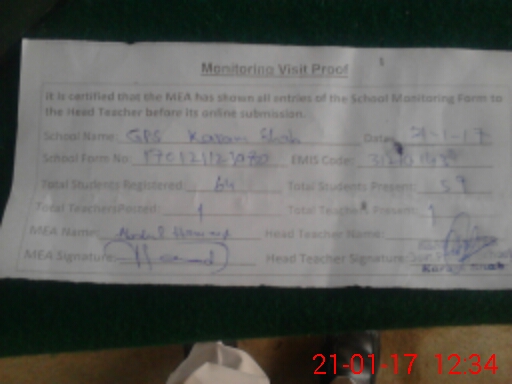 Monitoring Visit Proof
it is certified that the MEA has shown all entries of the School Monitoring Form to
the Head Teacher before its online submission.
School Name: GPS Karam Shah Date: 21-1-17
School Form No: EMIS Code:
Total Students Registered: 64 Total Students Present: 59
Total Teachers Posted: 1 Total Teachers Present: 1
MEA Name: Head Teacher Name:
MEA Signature: Head Teacher Signature:
21-01-17 12:34